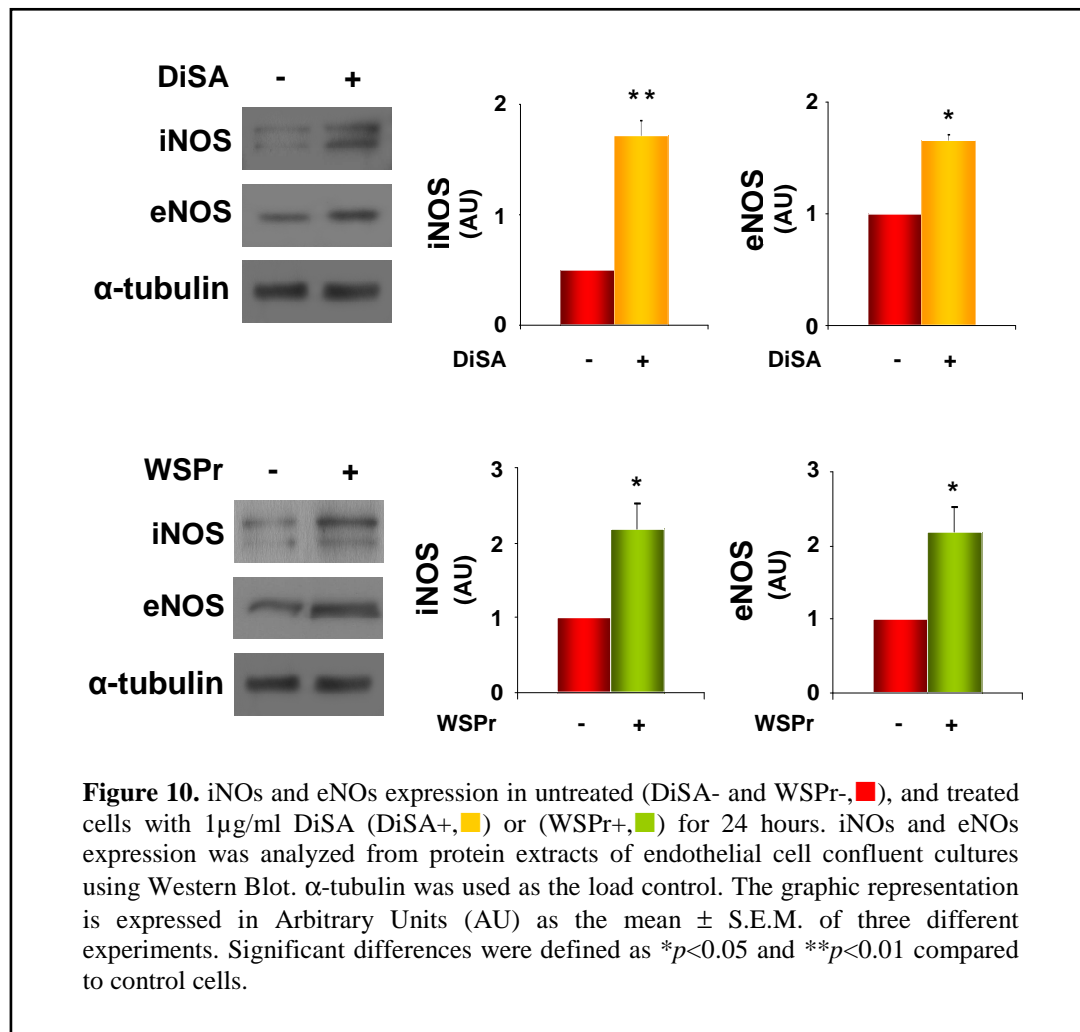 DiSA - +
iNOS
eNOS
α-tubulin
**
2
1
0
iNOS
(AU)
DiSA - +
*
2
1
0
eNOS
(AU)
DiSA - +
WSPr - +
iNOS
eNOS
α-tubulin
*
3
2
1
0
iNOS
(AU)
WSPr - +
*
3
2
1
0
eNOS
(AU)
WSPr - +
Figure 10. iNOs and eNOs expression in untreated (DiSA- and WSPr-,■), and treated
cells with 1µg/ml DiSA (DiSA+,■) or (WSPr+,■) for 24 hours. iNOs and eNOs
expression was analyzed from protein extracts of endothelial cell confluent cultures
using Western Blot. α-tubulin was used as the load control. The graphic representation
is expressed in Arbitrary Units (AU) as the mean ± S.E.M. of three different
experiments. Significant differences were defined as *p<0.05 and **p<0.01 compared
to control cells.